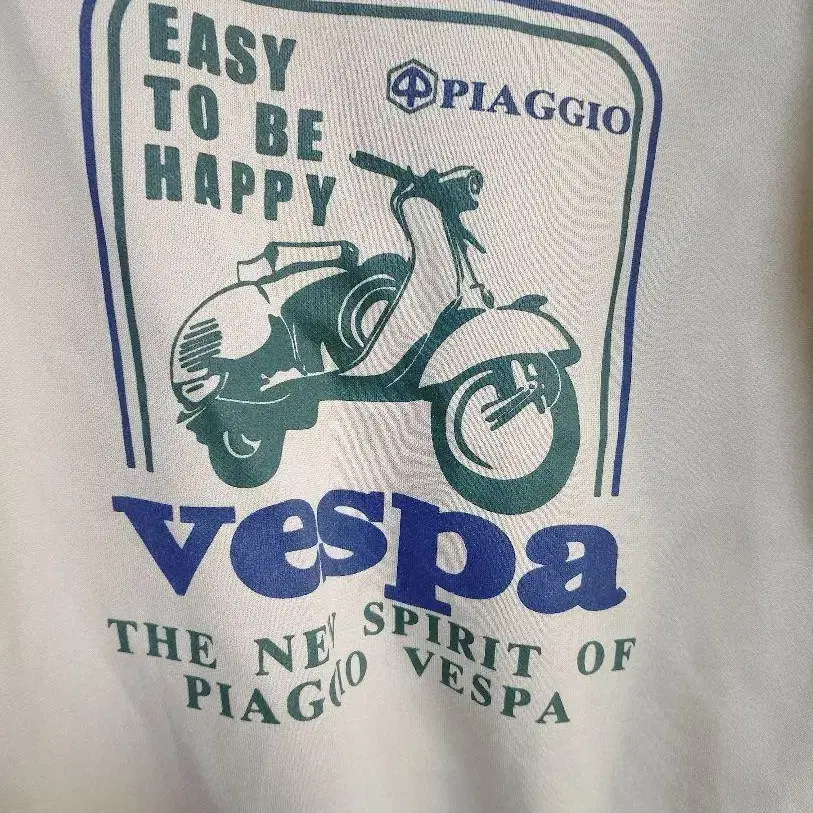 EASY
TO BE
HAPPY
PIAGGIO
vespa
THE NEW SPIRIT OF
PIAGGIO VESPA